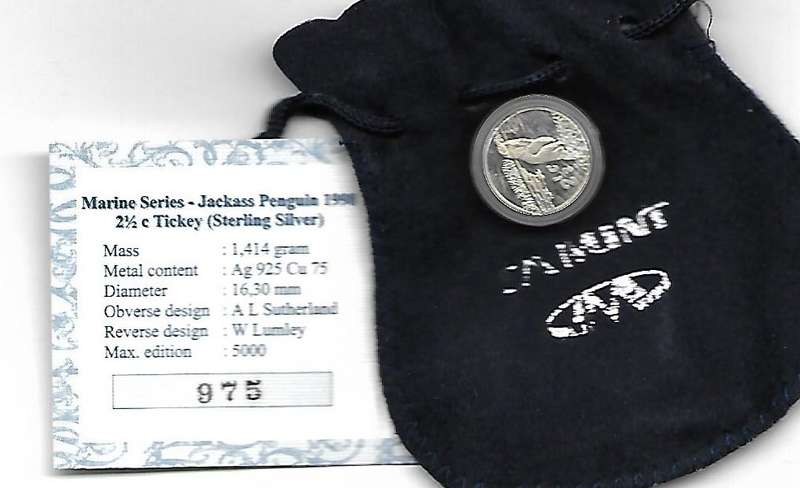 Marine Series - Jackass Penguin 1998
2½ c Tickey (Sterling Silver)
Mass : 1,414 gram
Metal content : Ag 925 Cu 75
Diameter : 16,30 mm
Obverse design : A L Sutherland
Reverse design : W Lumley
Max. edition : 5000
975
SA MINT